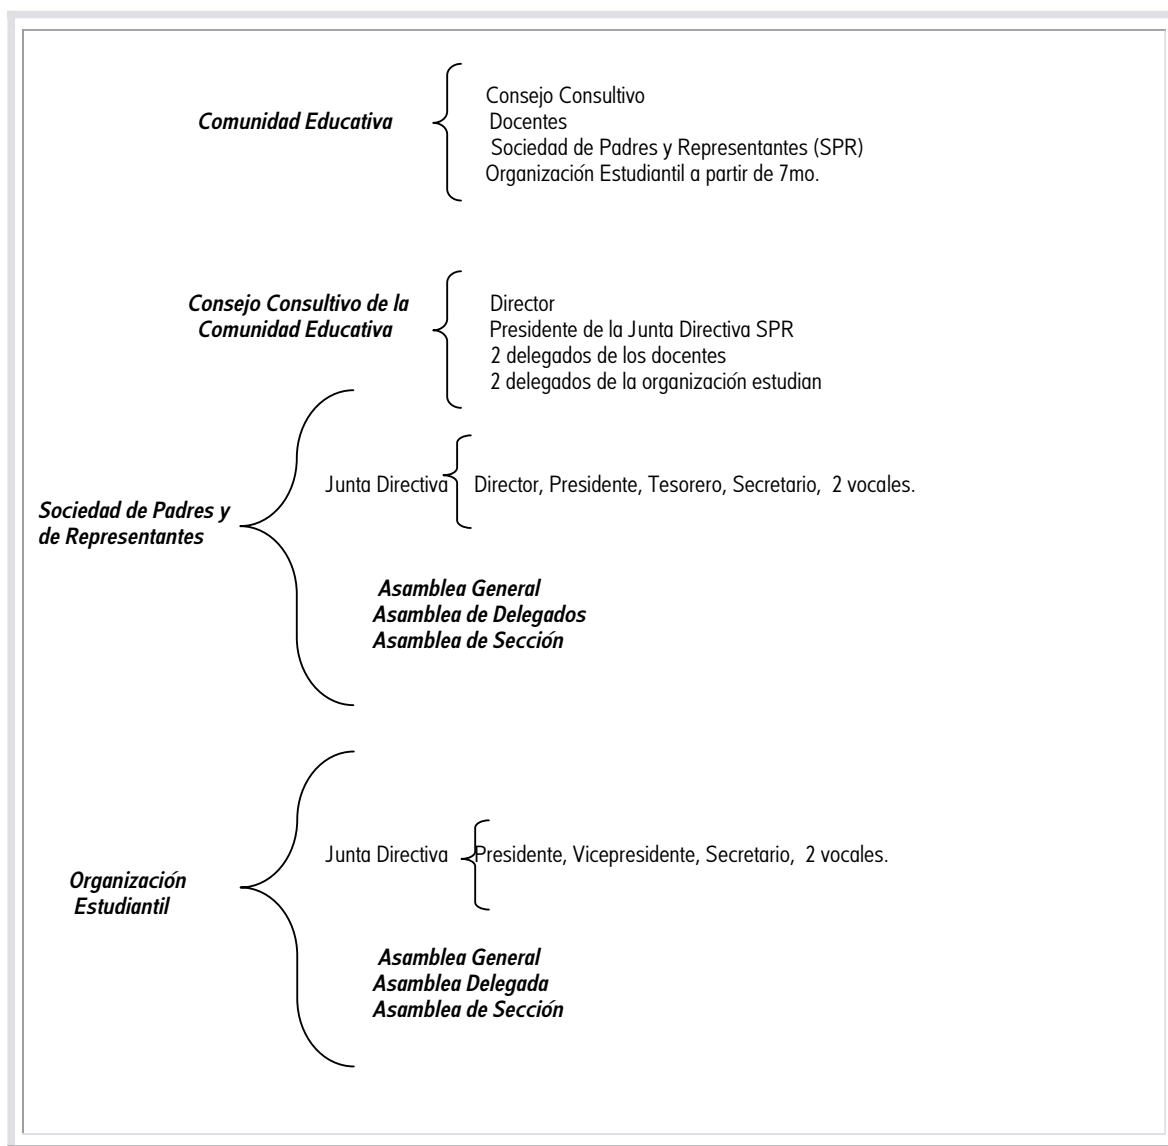 Comunidad Educativa
Consejo Consultivo
Docentes
Sociedad de Padres y Representantes (SPR)
Organización Estudiantil a partir de 7mo.
Consejo Consultivo de la
Comunidad Educativa
Director
Presidente de la Junta Directiva SPR
2 delegados de los docentes
2 delegados de la organización estudian
Sociedad de Padres y
de Representantes
Junta Directiva
Director, Presidente, Tesorero, Secretario, 2 vocales.
Asamblea General
Asamblea de Delegados
Asamblea de Sección
Organización
Estudiantil
Junta Directiva
Presidente, Vicepresidente, Secretario, 2 vocales.
Asamblea General
Asamblea Delegada
Asamblea de Sección